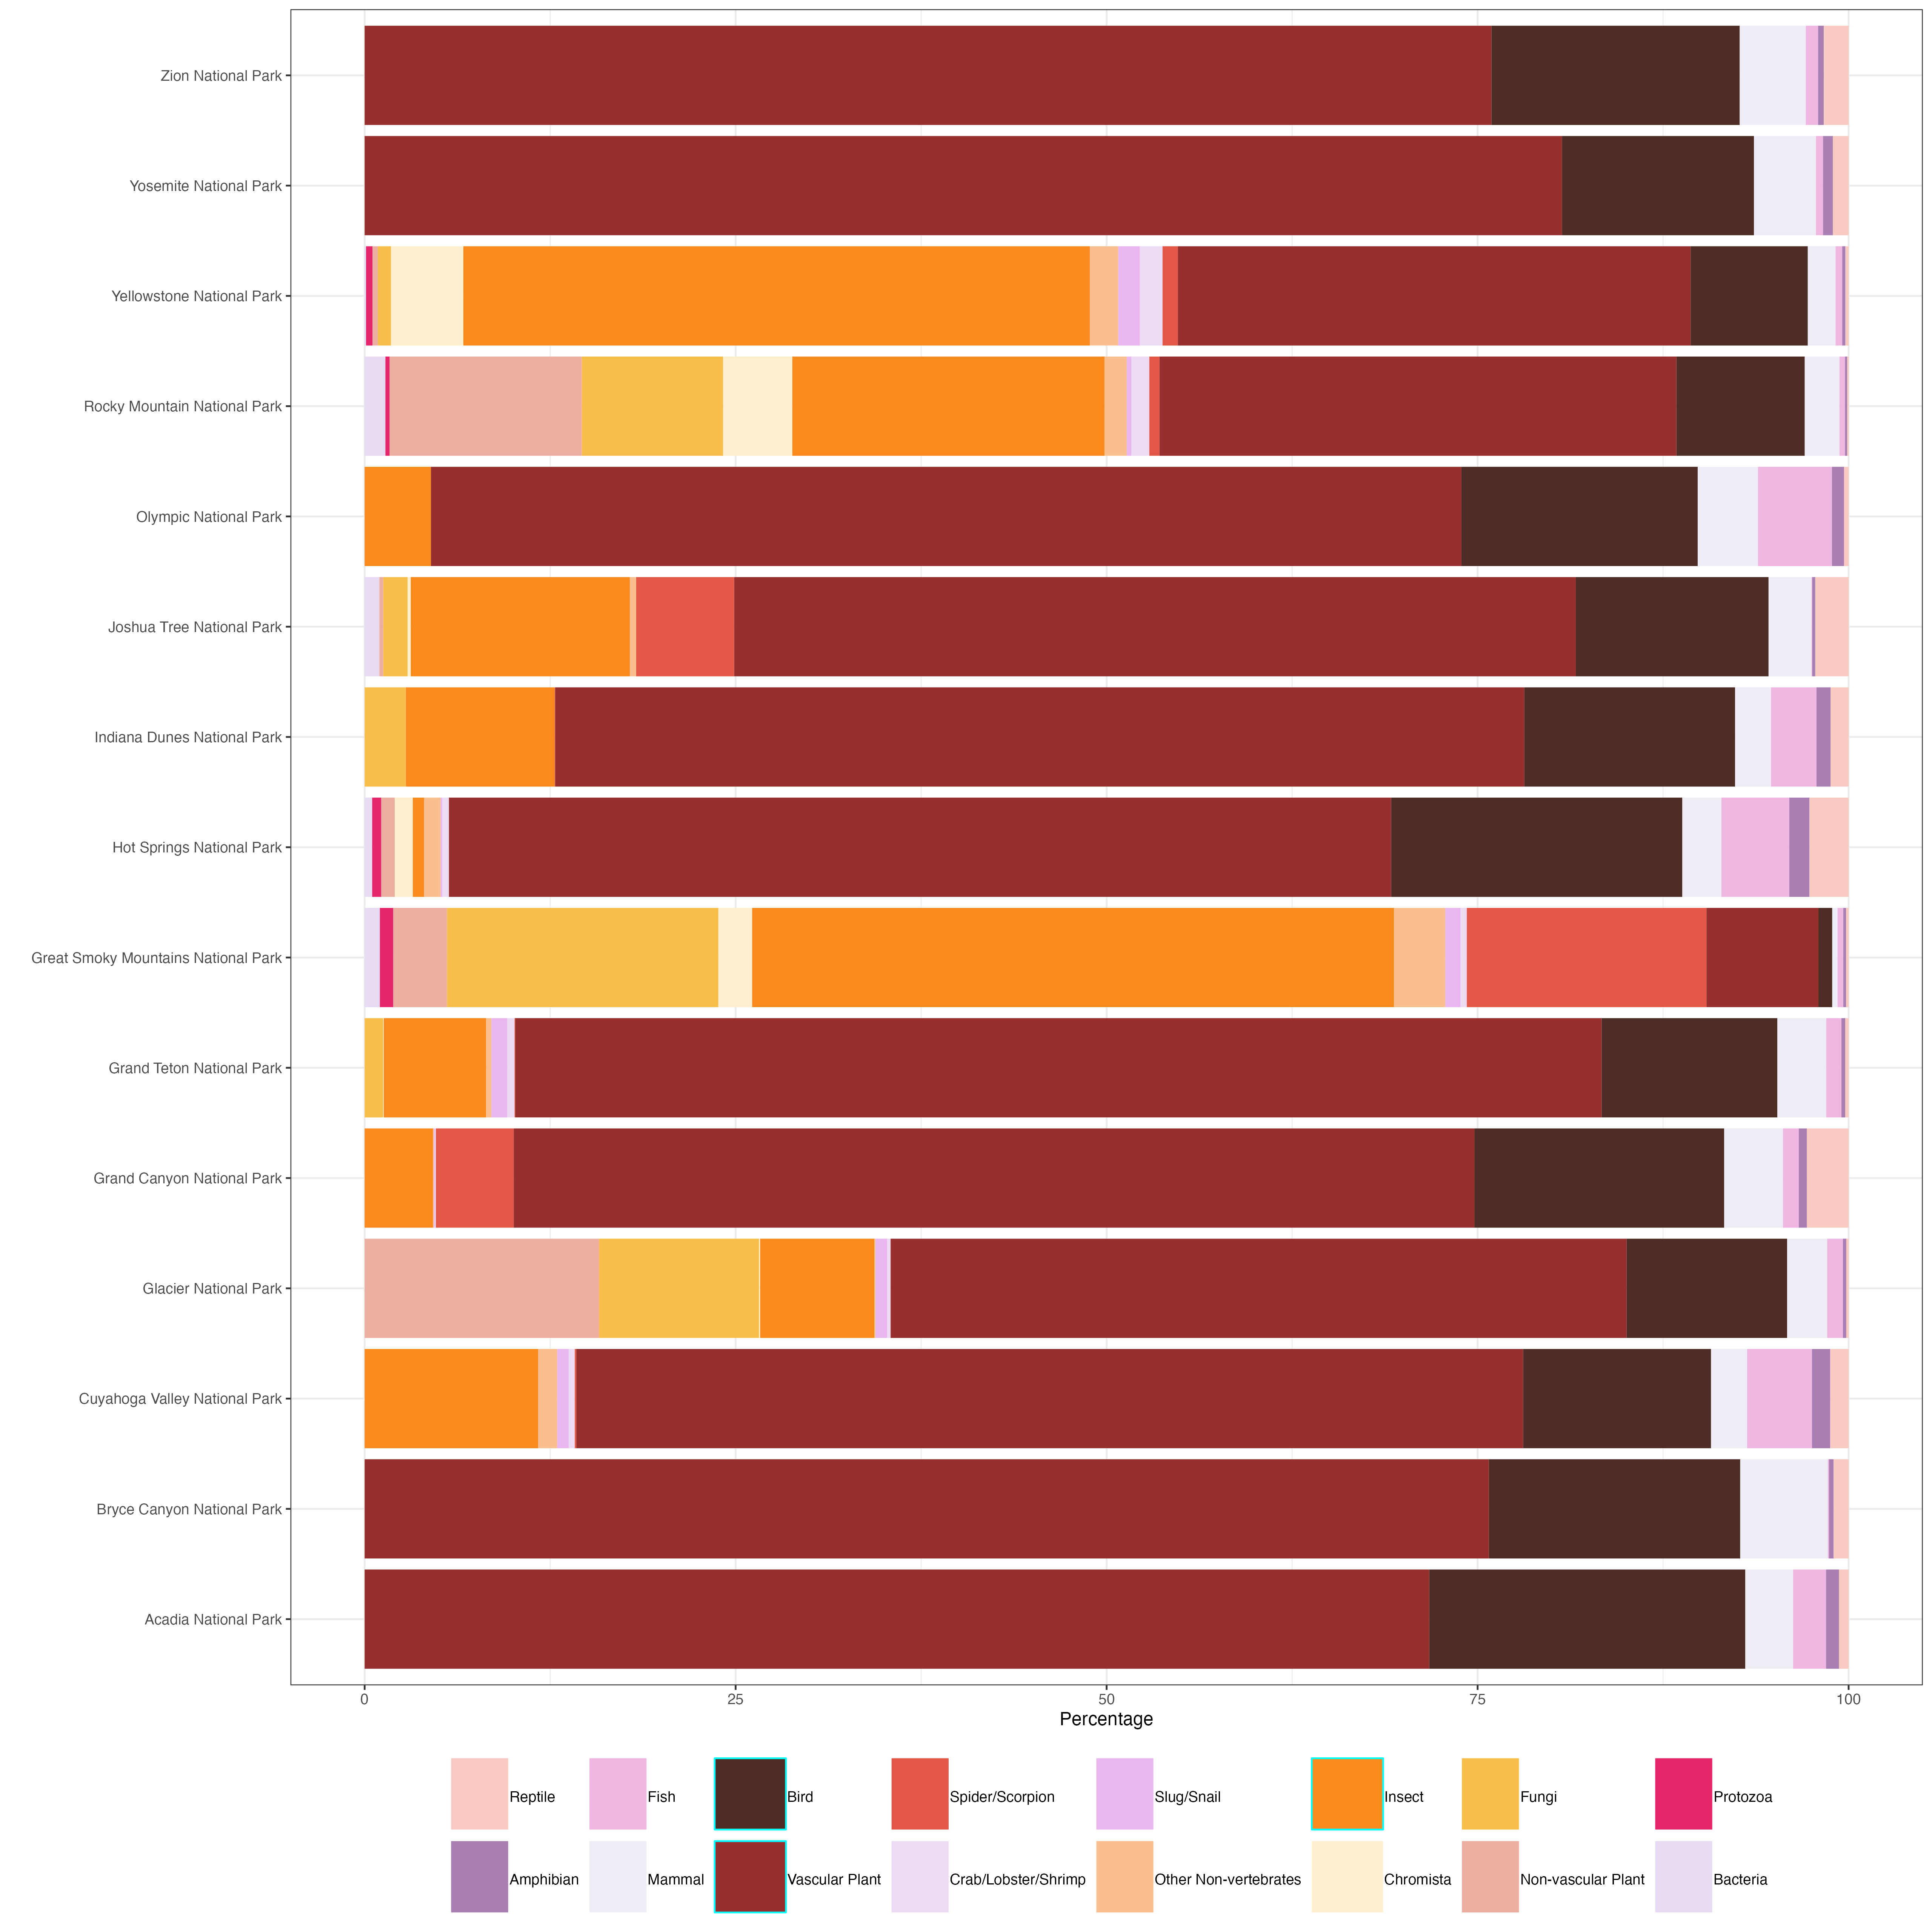 Zion National Park
Yosemite National Park
Yellowstone National Park
Rocky Mountain National Park
Olympic National Park
Joshua Tree National Park
Indiana Dunes National Park
Hot Springs National Park
Great Smoky Mountains National Park
Grand Teton National Park
Grand Canyon National Park
Glacier National Park
Cuyahoga Valley National Park
Bryce Canyon National Park
Acadia National Park
0 25 50 75 100
Percentage
Reptile Fish Bird Spider/Scorpion Slug/Snail Insect Fungi Protozoa
Amphibian Mammal Vascular Plant Crab/Lobster/Shrimp Other Non-vertebrates Chromista Non-vascular Plant Bacteria